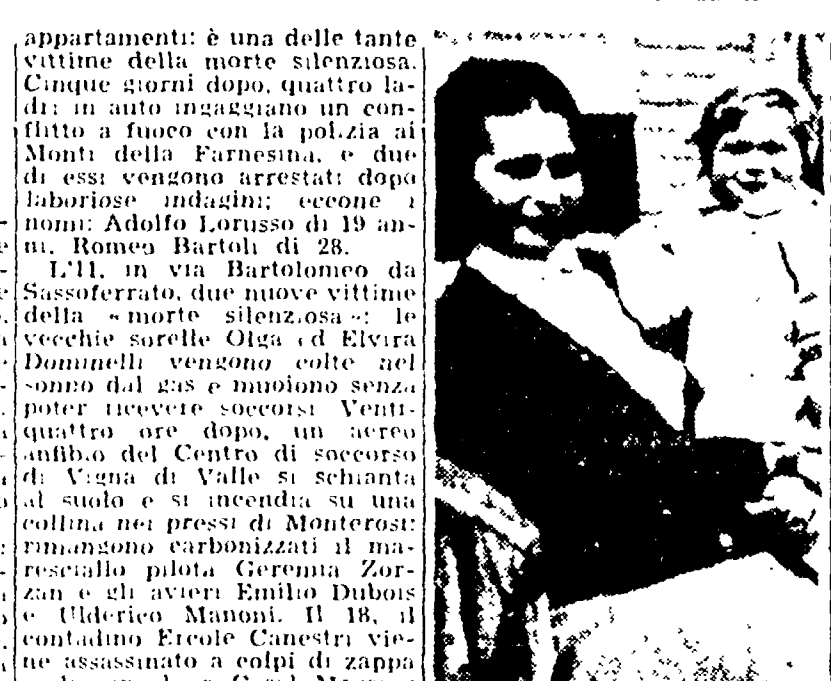 appartamenti: è una delle tante
vittime della morte silenziosa.
Cinque giorni dopo, quattro la-
dri in auto ingaggiano un con-
flitto a fuoco con la polizia ai
Monti della Farnesina, e due
di essi vengono arrestati dopo
laboriose indagini; eccone i
nomi: Adolfo Lorusso di 19 an-
ni, Romeo Bartoli di 28.
L'11, in via Bartolomeo da
Sassoferrato, due nuove vittime
della «morte silenziosa»: le
vecchie sorelle Olga ed Elvira
Dominelli vengono colte nel
sonno dal gas e muoiono senza
poter ricevere soccorsi. Venti-
quattro ore dopo, un aereo
anfibio del Centro di soccorso
di Vigna di Valle si schianta
al suolo e si incendia su una
collina nei pressi di Monterosi:
rimangono carbonizzati il ma-
resciallo pilota Geremia Zor-
zan e gli avieri Emilio Dubois
e Ulderico Manoni. Il 18, il
contadino Ercole Canestri vie-
ne assassinato a colpi di zappa